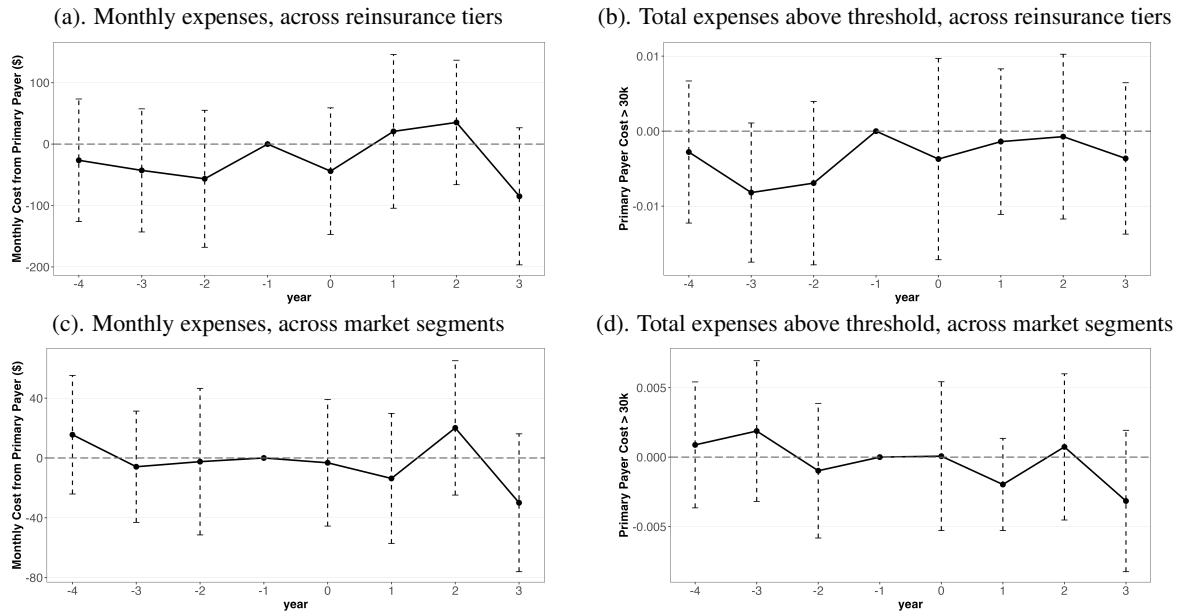 (a). Monthly expenses, across reinsurance tiers
Monthly Cost from Primary Payer ($)
100
0
-100
-200
-4 -3 -2 -1 0 1 2 3
year
(b). Total expenses above threshold, across reinsurance tiers
Primary Payer Cost > 30k
0.01
0.00
-0.01
-4 -3 -2 -1 0 1 2 3
year
(c). Monthly expenses, across market segments
Monthly Cost from Primary Payer ($)
40
0
-40
-80
-4 -3 -2 -1 0 1 2 3
year
(d). Total expenses above threshold, across market segments
Primary Payer Cost > 30k
0.005
0.000
-0.005
-4 -3 -2 -1 0 1 2 3
year